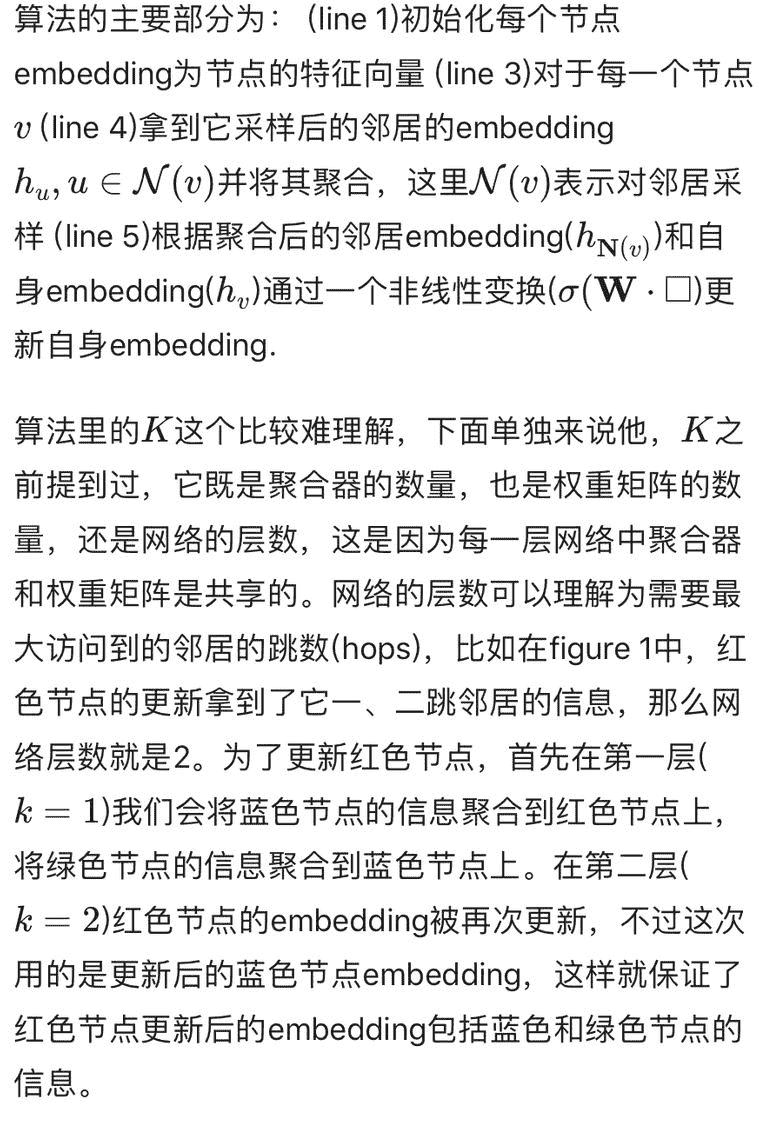 算法的主要部分为： (line 1)初始化每个节点
embedding为节点的特征向量 (line 3)对于每一个节点
v (line 4)拿到它采样后的邻居的embedding
h_u, u ∈ 𝒩(v)并将其聚合，这里𝒩(v)表示对邻居采
样 (line 5)根据聚合后的邻居embedding(h_{𝐍(v)})和自
身embedding(h_v)通过一个非线性变换(σ(𝐖 · □)更
新自身embedding.
算法里的K这个比较难理解，下面单独来说他，K之
前提到过，它既是聚合器的数量，也是权重矩阵的数
量，还是网络的层数，这是因为每一层网络中聚合器
和权重矩阵是共享的。网络的层数可以理解为需要最
大访问到的邻居的跳数(hops)，比如在figure 1中，红
色节点的更新拿到了它一、二跳邻居的信息，那么网
络层数就是2。为了更新红色节点，首先在第一层(
k = 1)我们会将蓝色节点的信息聚合到红色节点上，
将绿色节点的信息聚合到蓝色节点上。在第二层(
k = 2)红色节点的embedding被再次更新，不过这次
用的是更新后的蓝色节点embedding，这样就保证了
红色节点更新后的embedding包括蓝色和绿色节点的
信息。